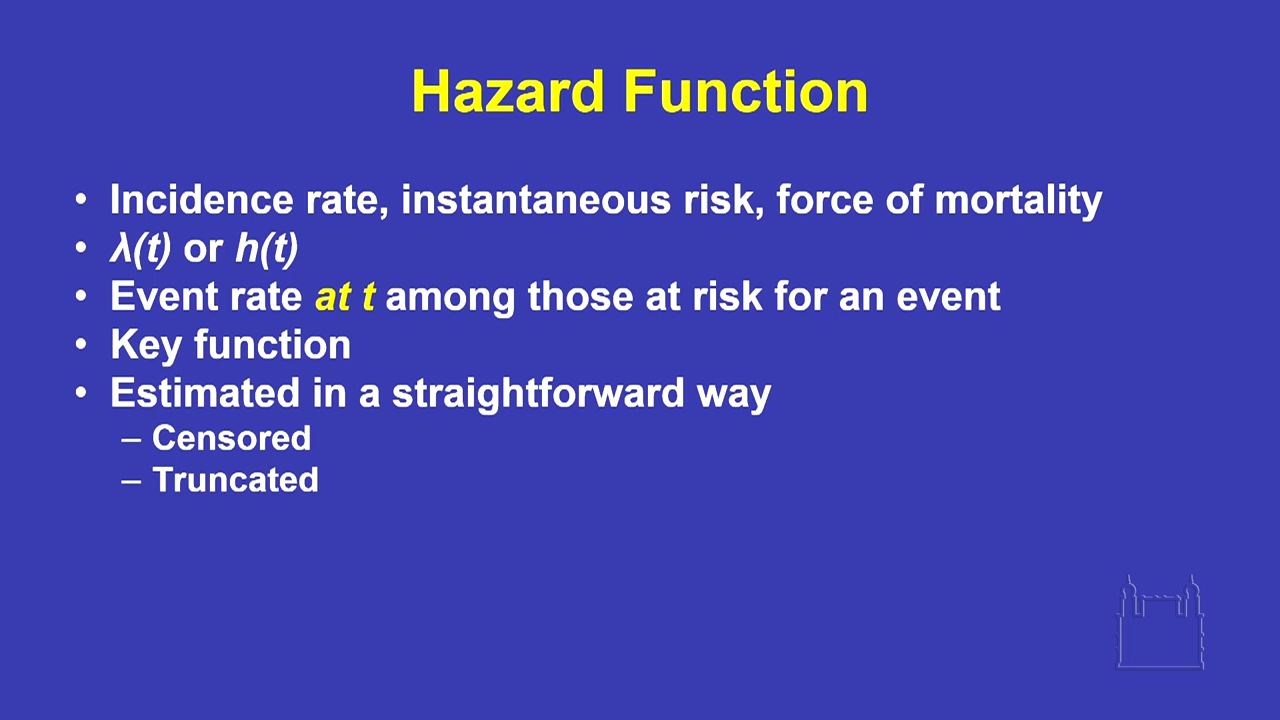 Hazard Function
• Incidence rate, instantaneous risk, force of mortality
• λ(t) or h(t)
• Event rate at t among those at risk for an event
• Key function
• Estimated in a straightforward way
– Censored
– Truncated